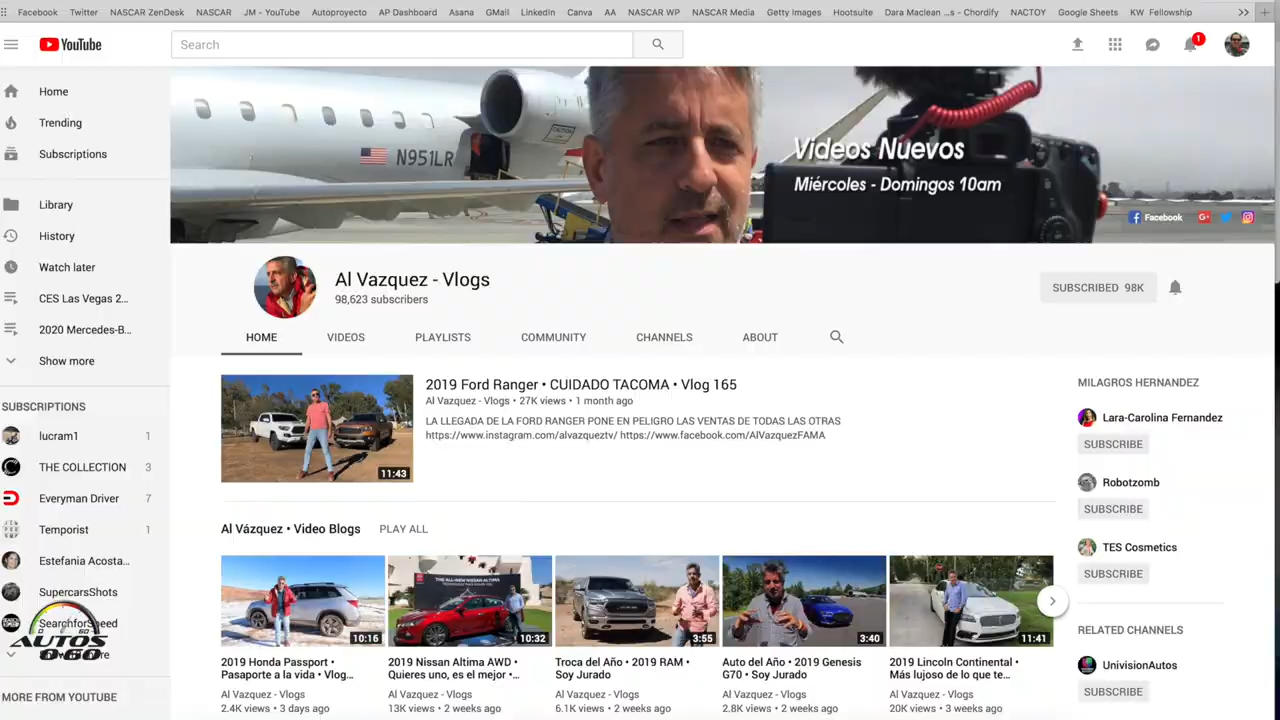 Facebook Twitter NASCAR ZenDesk NASCAR JM - YouTube Autoproyecto AP Dashboard Asana GMail LinkedIn Canva AA NASCAR WP NASCAR Media Getty Images Hootsuite Dara Maclean ...s - Chordify NACTOY Google Sheets KW Fellowship
YouTube
Search
1
Home
Trending
Subscriptions
Library
History
Watch later
CES Las Vegas 2...
2020 Mercedes-B...
Show more
SUBSCRIPTIONS
lucram1 1
THE COLLECTION 3
Everyman Driver 7
Temporist 1
Estefania Acosta...
SupercarsShots
SearchforSpeed
AUTOS
0-60
MORE FROM YOUTUBE
N951LR
CAUTION
Videos Nuevos
Miércoles - Domingos 10am
Facebook
Al Vazquez - Vlogs
98,623 subscribers
SUBSCRIBED 98K
HOME VIDEOS PLAYLISTS COMMUNITY CHANNELS ABOUT
11:43
2019 Ford Ranger • CUIDADO TACOMA • Vlog 165
Al Vazquez - Vlogs • 27K views • 1 month ago
LA LLEGADA DE LA FORD RANGER PONE EN PELIGRO LAS VENTAS DE TODAS LAS OTRAS
https://www.instagram.com/alvazqueztv/ https://www.facebook.com/AlVazquezFAMA
Al Vázquez • Video Blogs PLAY ALL
10:16
2019 Honda Passport •
Pasaporte a la vida • Vlog...
Al Vazquez - Vlogs
2.4K views • 3 days ago
THE ALL-NEW NISSAN ALTIMA
10:32
2019 Nissan Altima AWD •
Quieres uno, es el mejor •...
Al Vazquez - Vlogs
13K views • 2 weeks ago
3:55
Troca del Año • 2019 RAM •
Soy Jurado
Al Vazquez - Vlogs
6.1K views • 2 weeks ago
3:40
Auto del Año • 2019 Genesis
G70 • Soy Jurado
Al Vazquez - Vlogs
2.8K views • 2 weeks ago
11:41
2019 Lincoln Continental •
Más lujoso de lo que te...
Al Vazquez - Vlogs
20K views • 3 weeks ago
MILAGROS HERNANDEZ
Lara-Carolina Fernandez
SUBSCRIBE
Robotzomb
SUBSCRIBE
TES Cosmetics
SUBSCRIBE
RELATED CHANNELS
UnivisionAutos
SUBSCRIBE